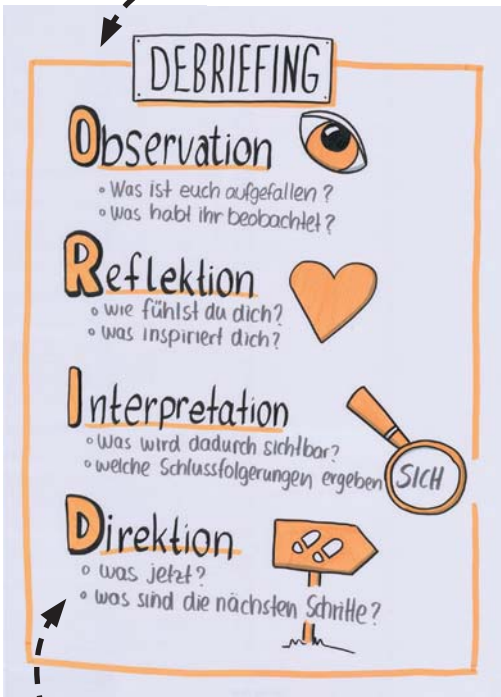 DEBRIEFING
Observation
• Was ist euch aufgefallen?
• Was habt ihr beobachtet?
Reflektion
• wie fühlst du dich?
• was inspiriert dich?
Interpretation
• Was wird dadurch sichtbar?
• welche Schlussfolgerungen ergeben SICH
Direktion
• was jetzt?
• was sind die nächsten Schritte?